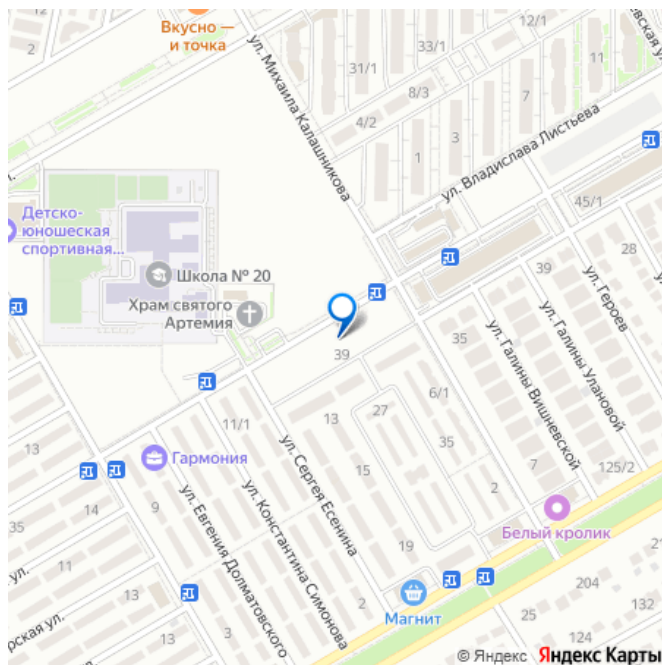 Вкусно —
и точка
2
11
12/1
33/1
31/1
11
8/3
7
4/2
3
1
ул. Михаила Калашникова
ул. Владислава Листьева
Детско-
юношеская
спортивная...
Школа № 20
Храм святого
Артемия
45/1
39
28
ул. Героев
35
39
ул. Галины Вишневской
ул. Галины Улановой
6/1
13
27
11/1
13
35
Гармония
ул. Сергея Есенина
15
2
7
125/2
14
9
35
ул. Евгения Долматовского
ул. Константина Симонова
19
Белый кролик
11
2
Магнит
204
132
25
13
3
124
© Яндекс Яндекс Карты